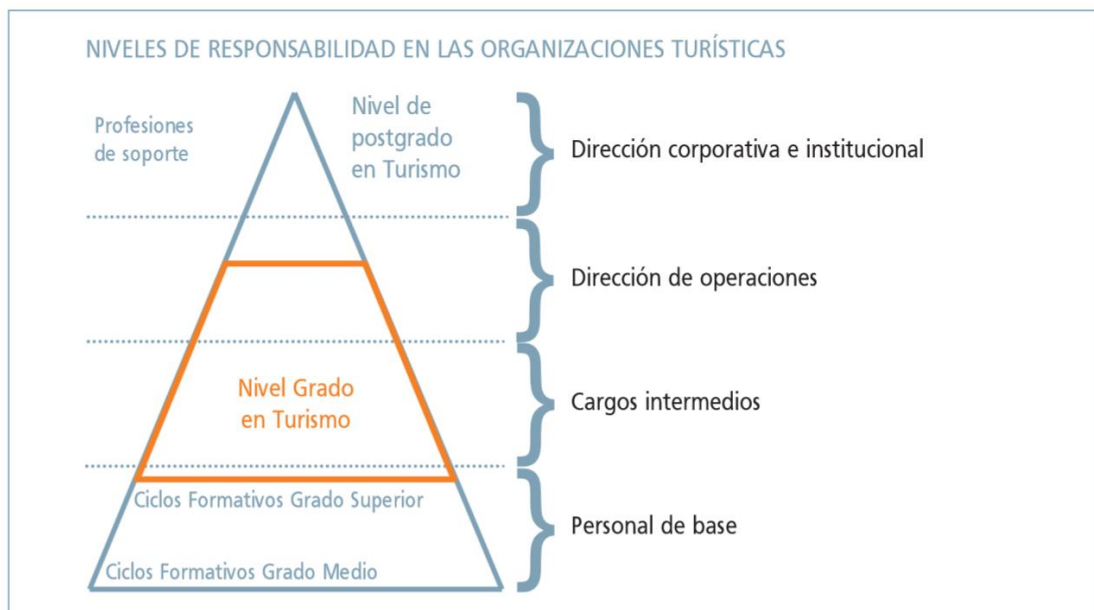 NIVELES DE RESPONSABILIDAD EN LAS ORGANIZACIONES TURÍSTICAS
Profesiones
de soporte
Nivel de
postgrado
en Turismo
Dirección corporativa e institucional
Dirección de operaciones
Nivel Grado
en Turismo
Cargos intermedios
Ciclos Formativos Grado Superior
Personal de base
Ciclos Formativos Grado Medio